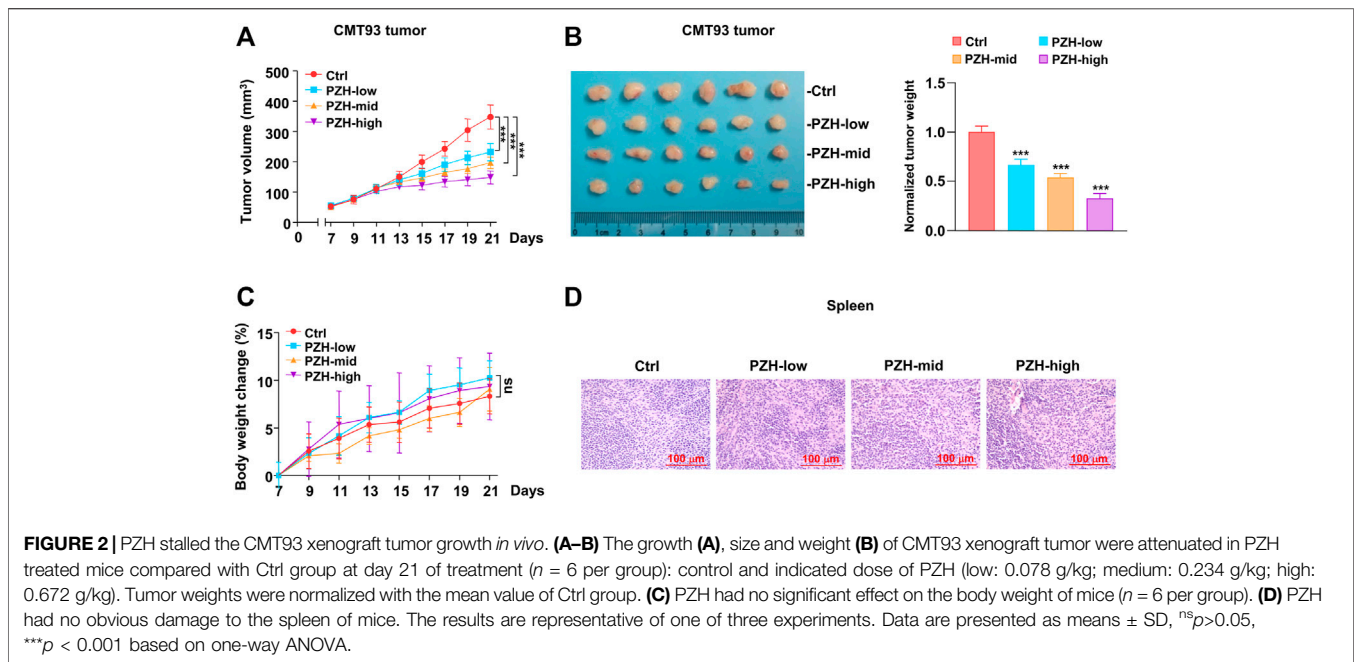 A
CMT93 tumor
Ctrl
PZH-low
PZH-mid
PZH-high
Tumor volume (mm³)
500
400
300
200
100
0
0 7 9 11 13 15 17 19 21 Days
***
***
***
B
CMT93 tumor
-Ctrl
-PZH-low
-PZH-mid
-PZH-high
0 1cm 2 3 4 5 6 7 8 9 10
Ctrl PZH-low
PZH-mid PZH-high
Normalized tumor weight
1.5
1.0
0.5
0.0
***
***
***
C
Ctrl
PZH-low
PZH-mid
PZH-high
Body weight change (%)
15
10
5
0
7 9 11 13 15 17 19 21 Days
ns
D
Spleen
Ctrl PZH-low PZH-mid PZH-high
100 μm 100 μm 100 μm 100 μm
FIGURE 2 | PZH stalled the CMT93 xenograft tumor growth in vivo. (A–B) The growth (A), size and weight (B) of CMT93 xenograft tumor were attenuated in PZH
treated mice compared with Ctrl group at day 21 of treatment (n = 6 per group): control and indicated dose of PZH (low: 0.078 g/kg; medium: 0.234 g/kg; high:
0.672 g/kg). Tumor weights were normalized with the mean value of Ctrl group. (C) PZH had no significant effect on the body weight of mice (n = 6 per group). (D) PZH
had no obvious damage to the spleen of mice. The results are representative of one of three experiments. Data are presented as means ± SD, ⁿˢp>0.05,
***p < 0.001 based on one-way ANOVA.